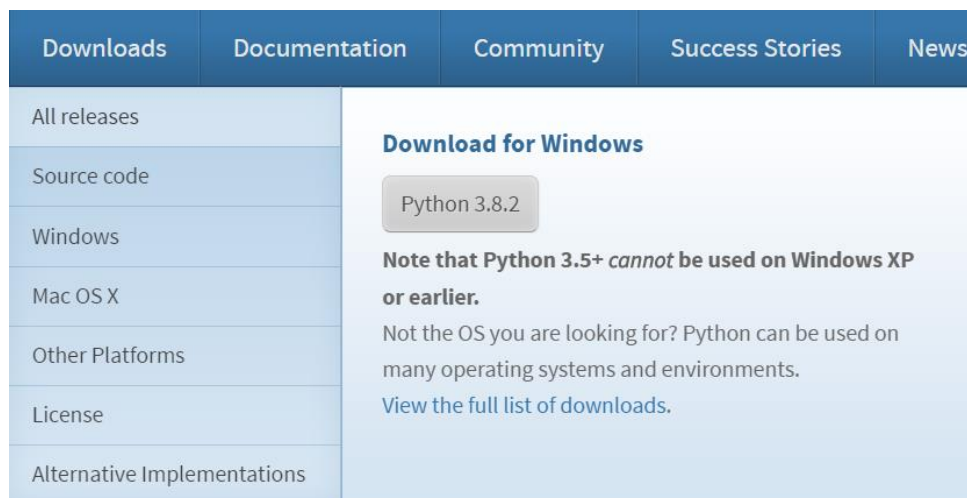 Downloads Documentation Community Success Stories News
All releases
Source code
Windows
Mac OS X
Other Platforms
License
Alternative Implementations
Download for Windows
Python 3.8.2
Note that Python 3.5+ cannot be used on Windows XP
or earlier.
Not the OS you are looking for? Python can be used on
many operating systems and environments.
View the full list of downloads.